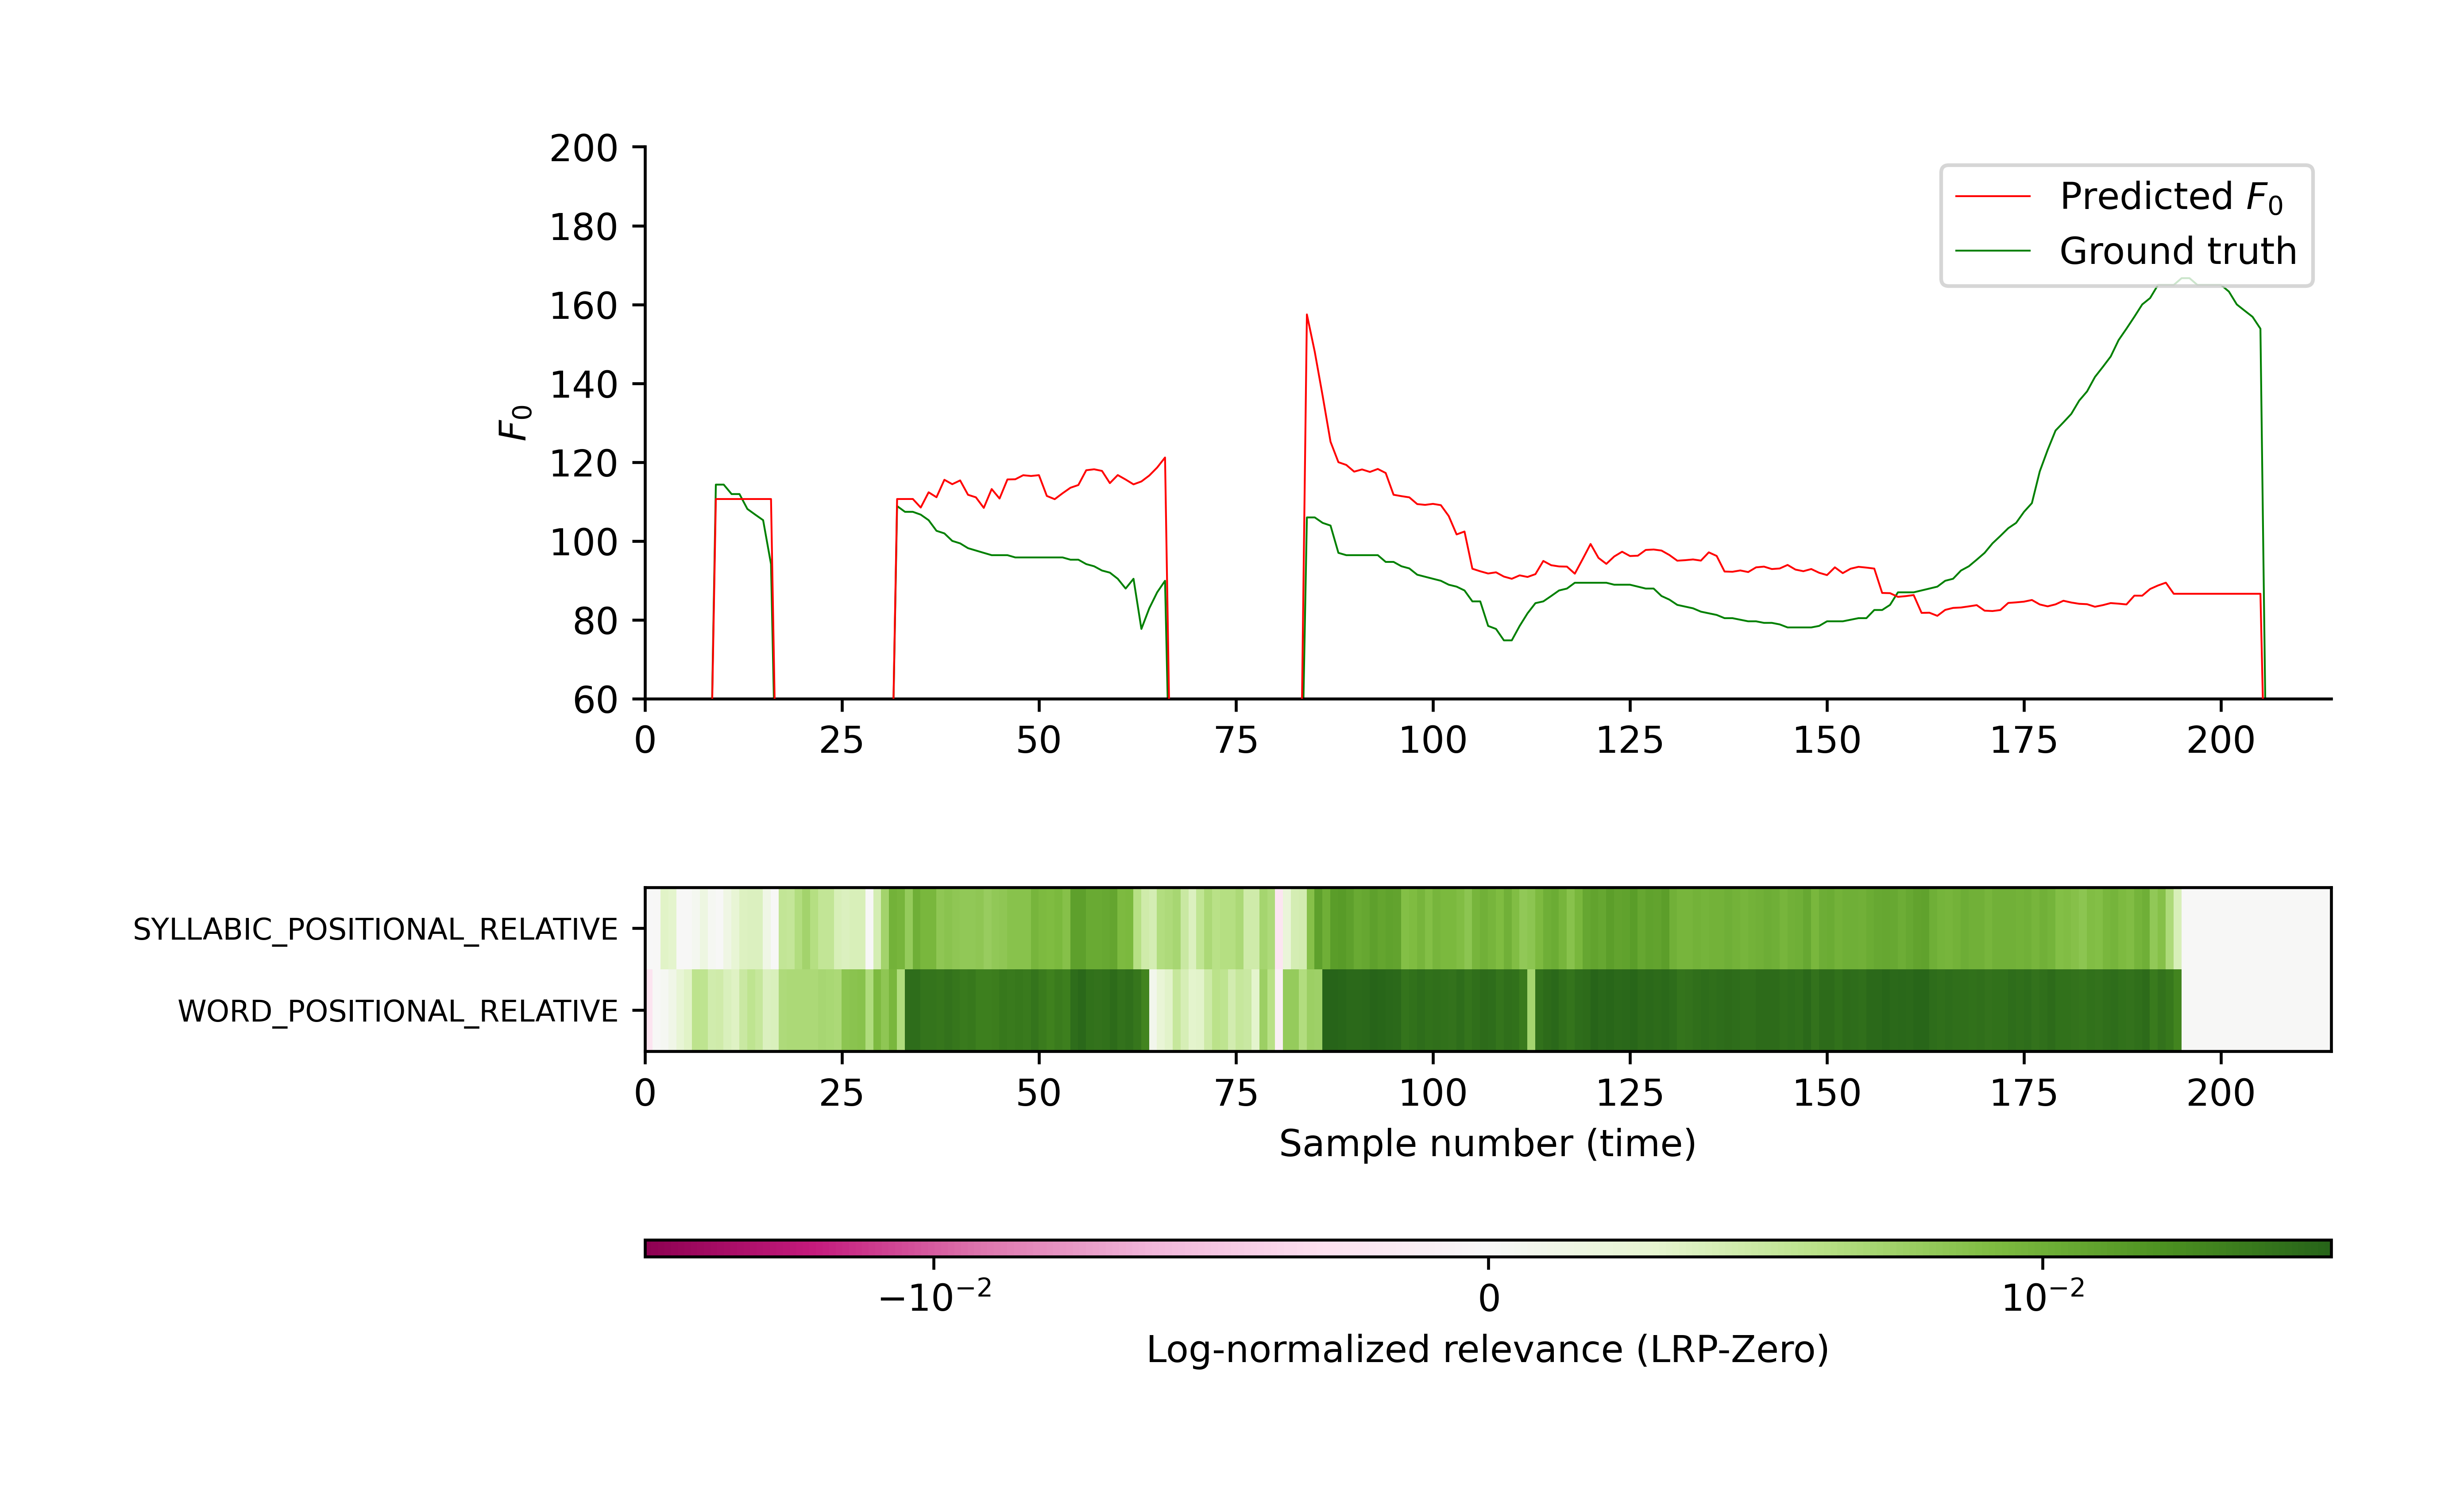 200
180
160
140
120
100
80
60
F₀
Predicted F₀
Ground truth
0 25 50 75 100 125 150 175 200
SYLLABIC_POSITIONAL_RELATIVE
WORD_POSITIONAL_RELATIVE
0 25 50 75 100 125 150 175 200
Sample number (time)
−10⁻² 0 10⁻²
Log-normalized relevance (LRP-Zero)